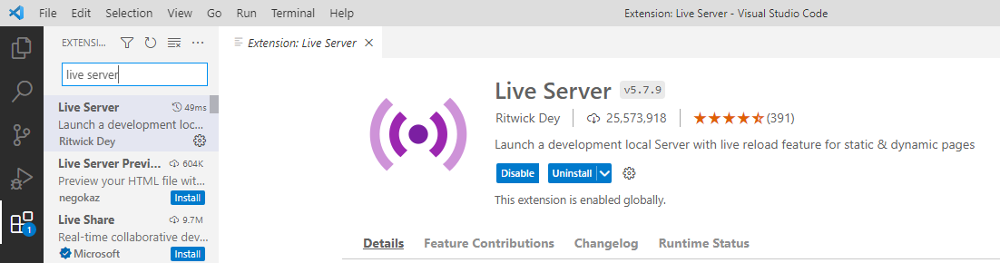 File Edit Selection View Go Run Terminal Help Extension: Live Server - Visual Studio Code
EXTENSI...
live server
Live Server 49ms
Launch a development loc...
Ritwick Dey
Live Server Previ... 604K
Preview your HTML file wit...
negokaz Install
Live Share 9.7M
Real-time collaborative dev...
Microsoft Install
1
Extension: Live Server
Live Server v5.7.9
Ritwick Dey 25,573,918 (391)
Launch a development local Server with live reload feature for static & dynamic pages
Disable Uninstall
This extension is enabled globally.
Details Feature Contributions Changelog Runtime Status